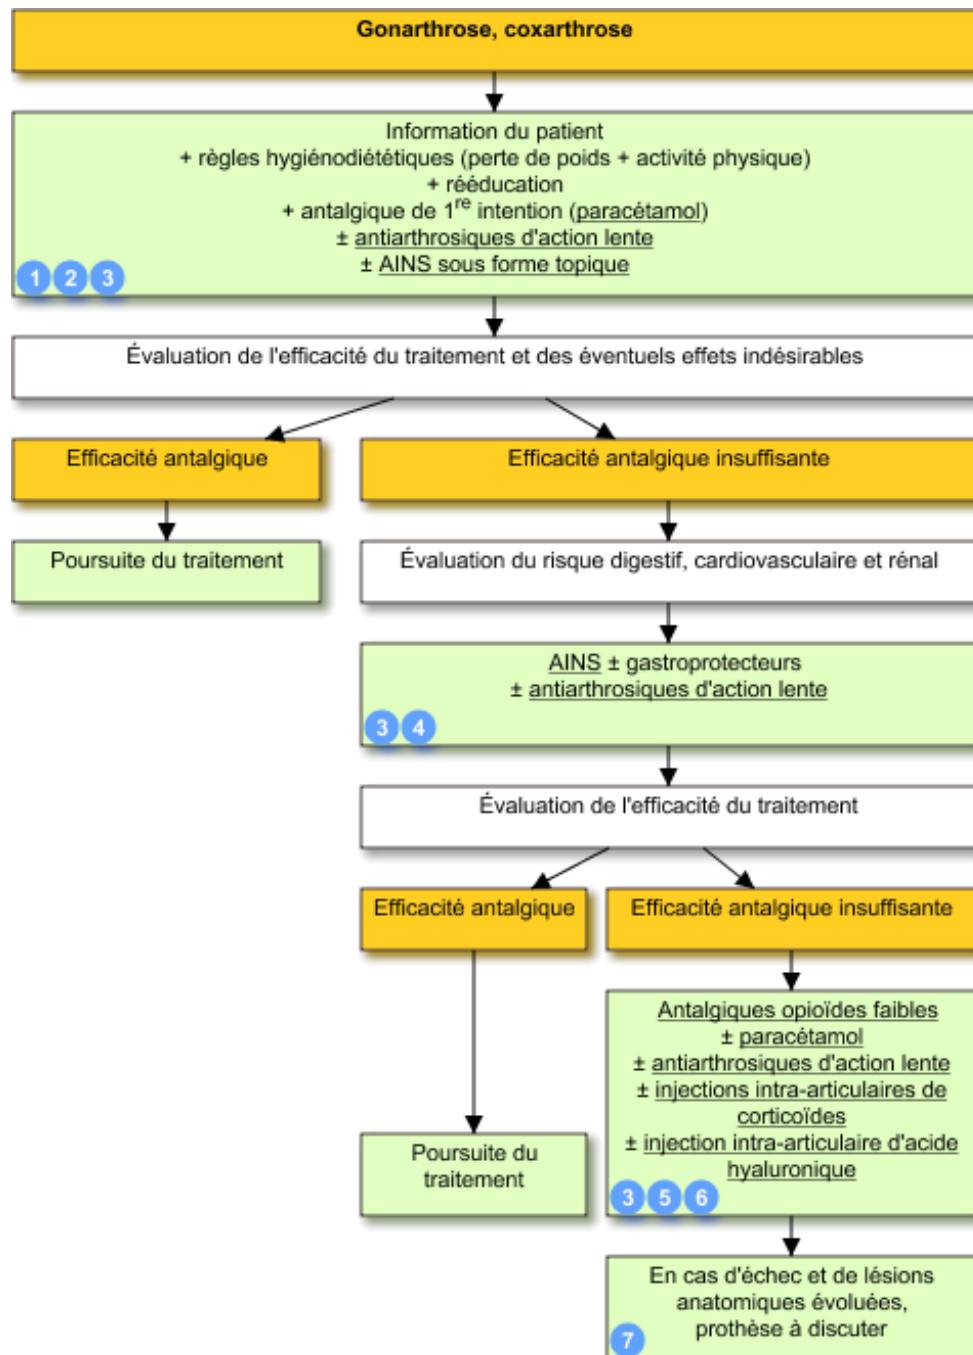 Gonarthrose, coxarthrose
Information du patient
+ règles hygiénodiététiques (perte de poids + activité physique)
+ rééducation
+ antalgique de 1re intention (paracétamol)
± antiarthrosiques d'action lente
± AINS sous forme topique
1 2 3
Évaluation de l'efficacité du traitement et des éventuels effets indésirables
Efficacité antalgique
Efficacité antalgique insuffisante
Poursuite du traitement
Évaluation du risque digestif, cardiovasculaire et rénal
AINS ± gastroprotecteurs
± antiarthrosiques d'action lente
3 4
Évaluation de l'efficacité du traitement
Efficacité antalgique
Efficacité antalgique insuffisante
Poursuite du
traitement
Antalgiques opioïdes faibles
± paracétamol
± antiarthrosiques d'action lente
± injections intra-articulaires de
corticoïdes
± injection intra-articulaire d'acide
hyaluronique
3 5 6
En cas d'échec et de lésions
anatomiques évoluées,
prothèse à discuter
7